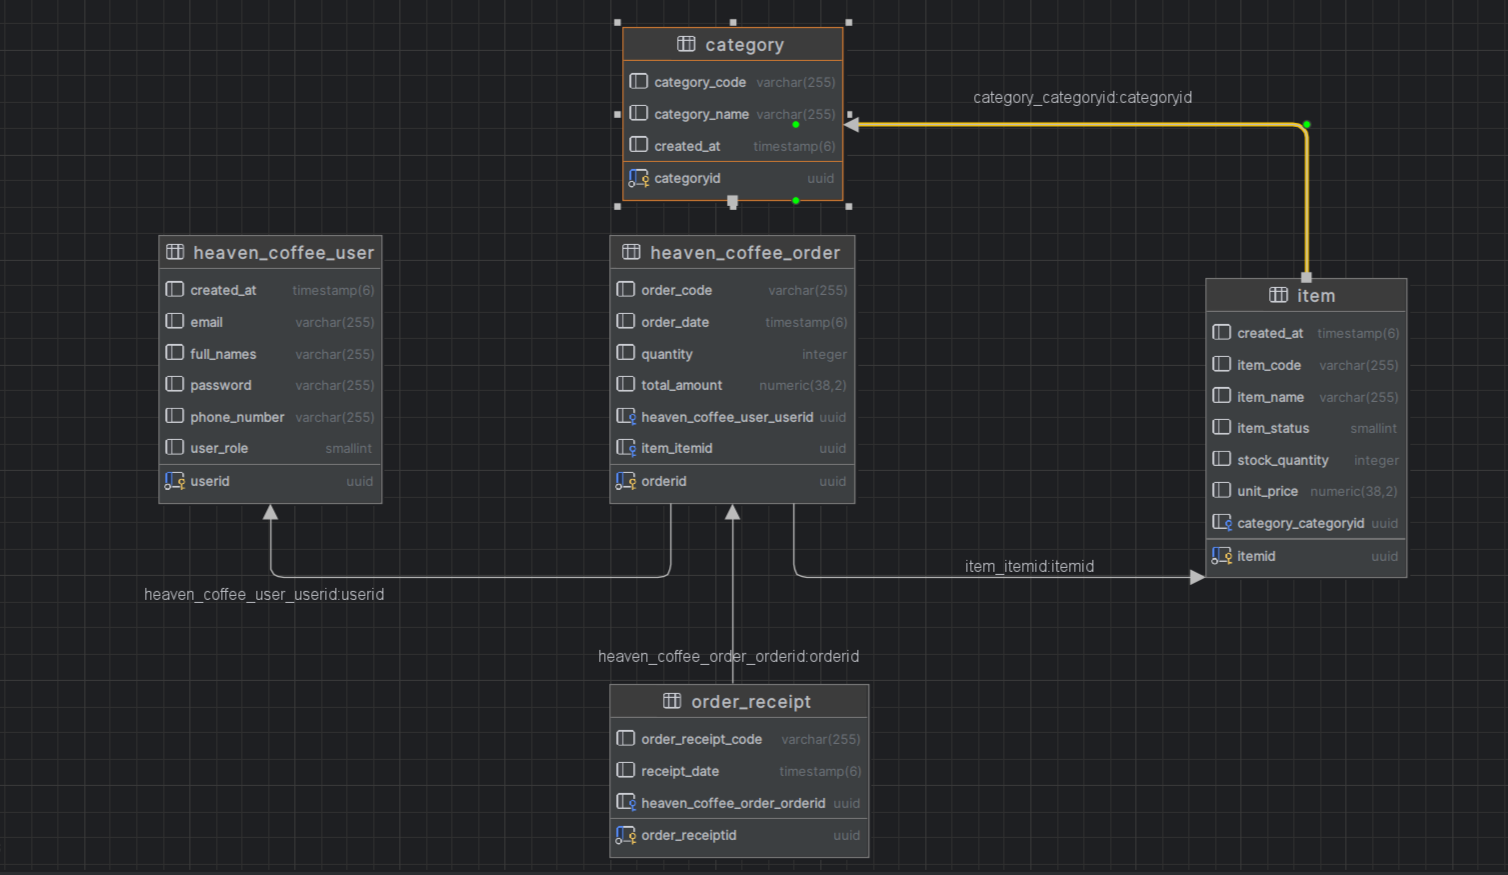 category
category_code varchar(255)
category_name varchar(255)
created_at timestamp(6)
categoryid uuid
category_categoryid:categoryid
heaven_coffee_user
created_at timestamp(6)
email varchar(255)
full_names varchar(255)
password varchar(255)
phone_number varchar(255)
user_role smallint
userid uuid
heaven_coffee_order
order_code varchar(255)
order_date timestamp(6)
quantity integer
total_amount numeric(38,2)
heaven_coffee_user_userid uuid
item_itemid uuid
orderid uuid
item
created_at timestamp(6)
item_code varchar(255)
item_name varchar(255)
item_status smallint
stock_quantity integer
unit_price numeric(38,2)
category_categoryid uuid
itemid uuid
heaven_coffee_user_userid:userid
item_itemid:itemid
heaven_coffee_order_orderid:orderid
order_receipt
order_receipt_code varchar(255)
receipt_date timestamp(6)
heaven_coffee_order_orderid uuid
order_receiptid uuid